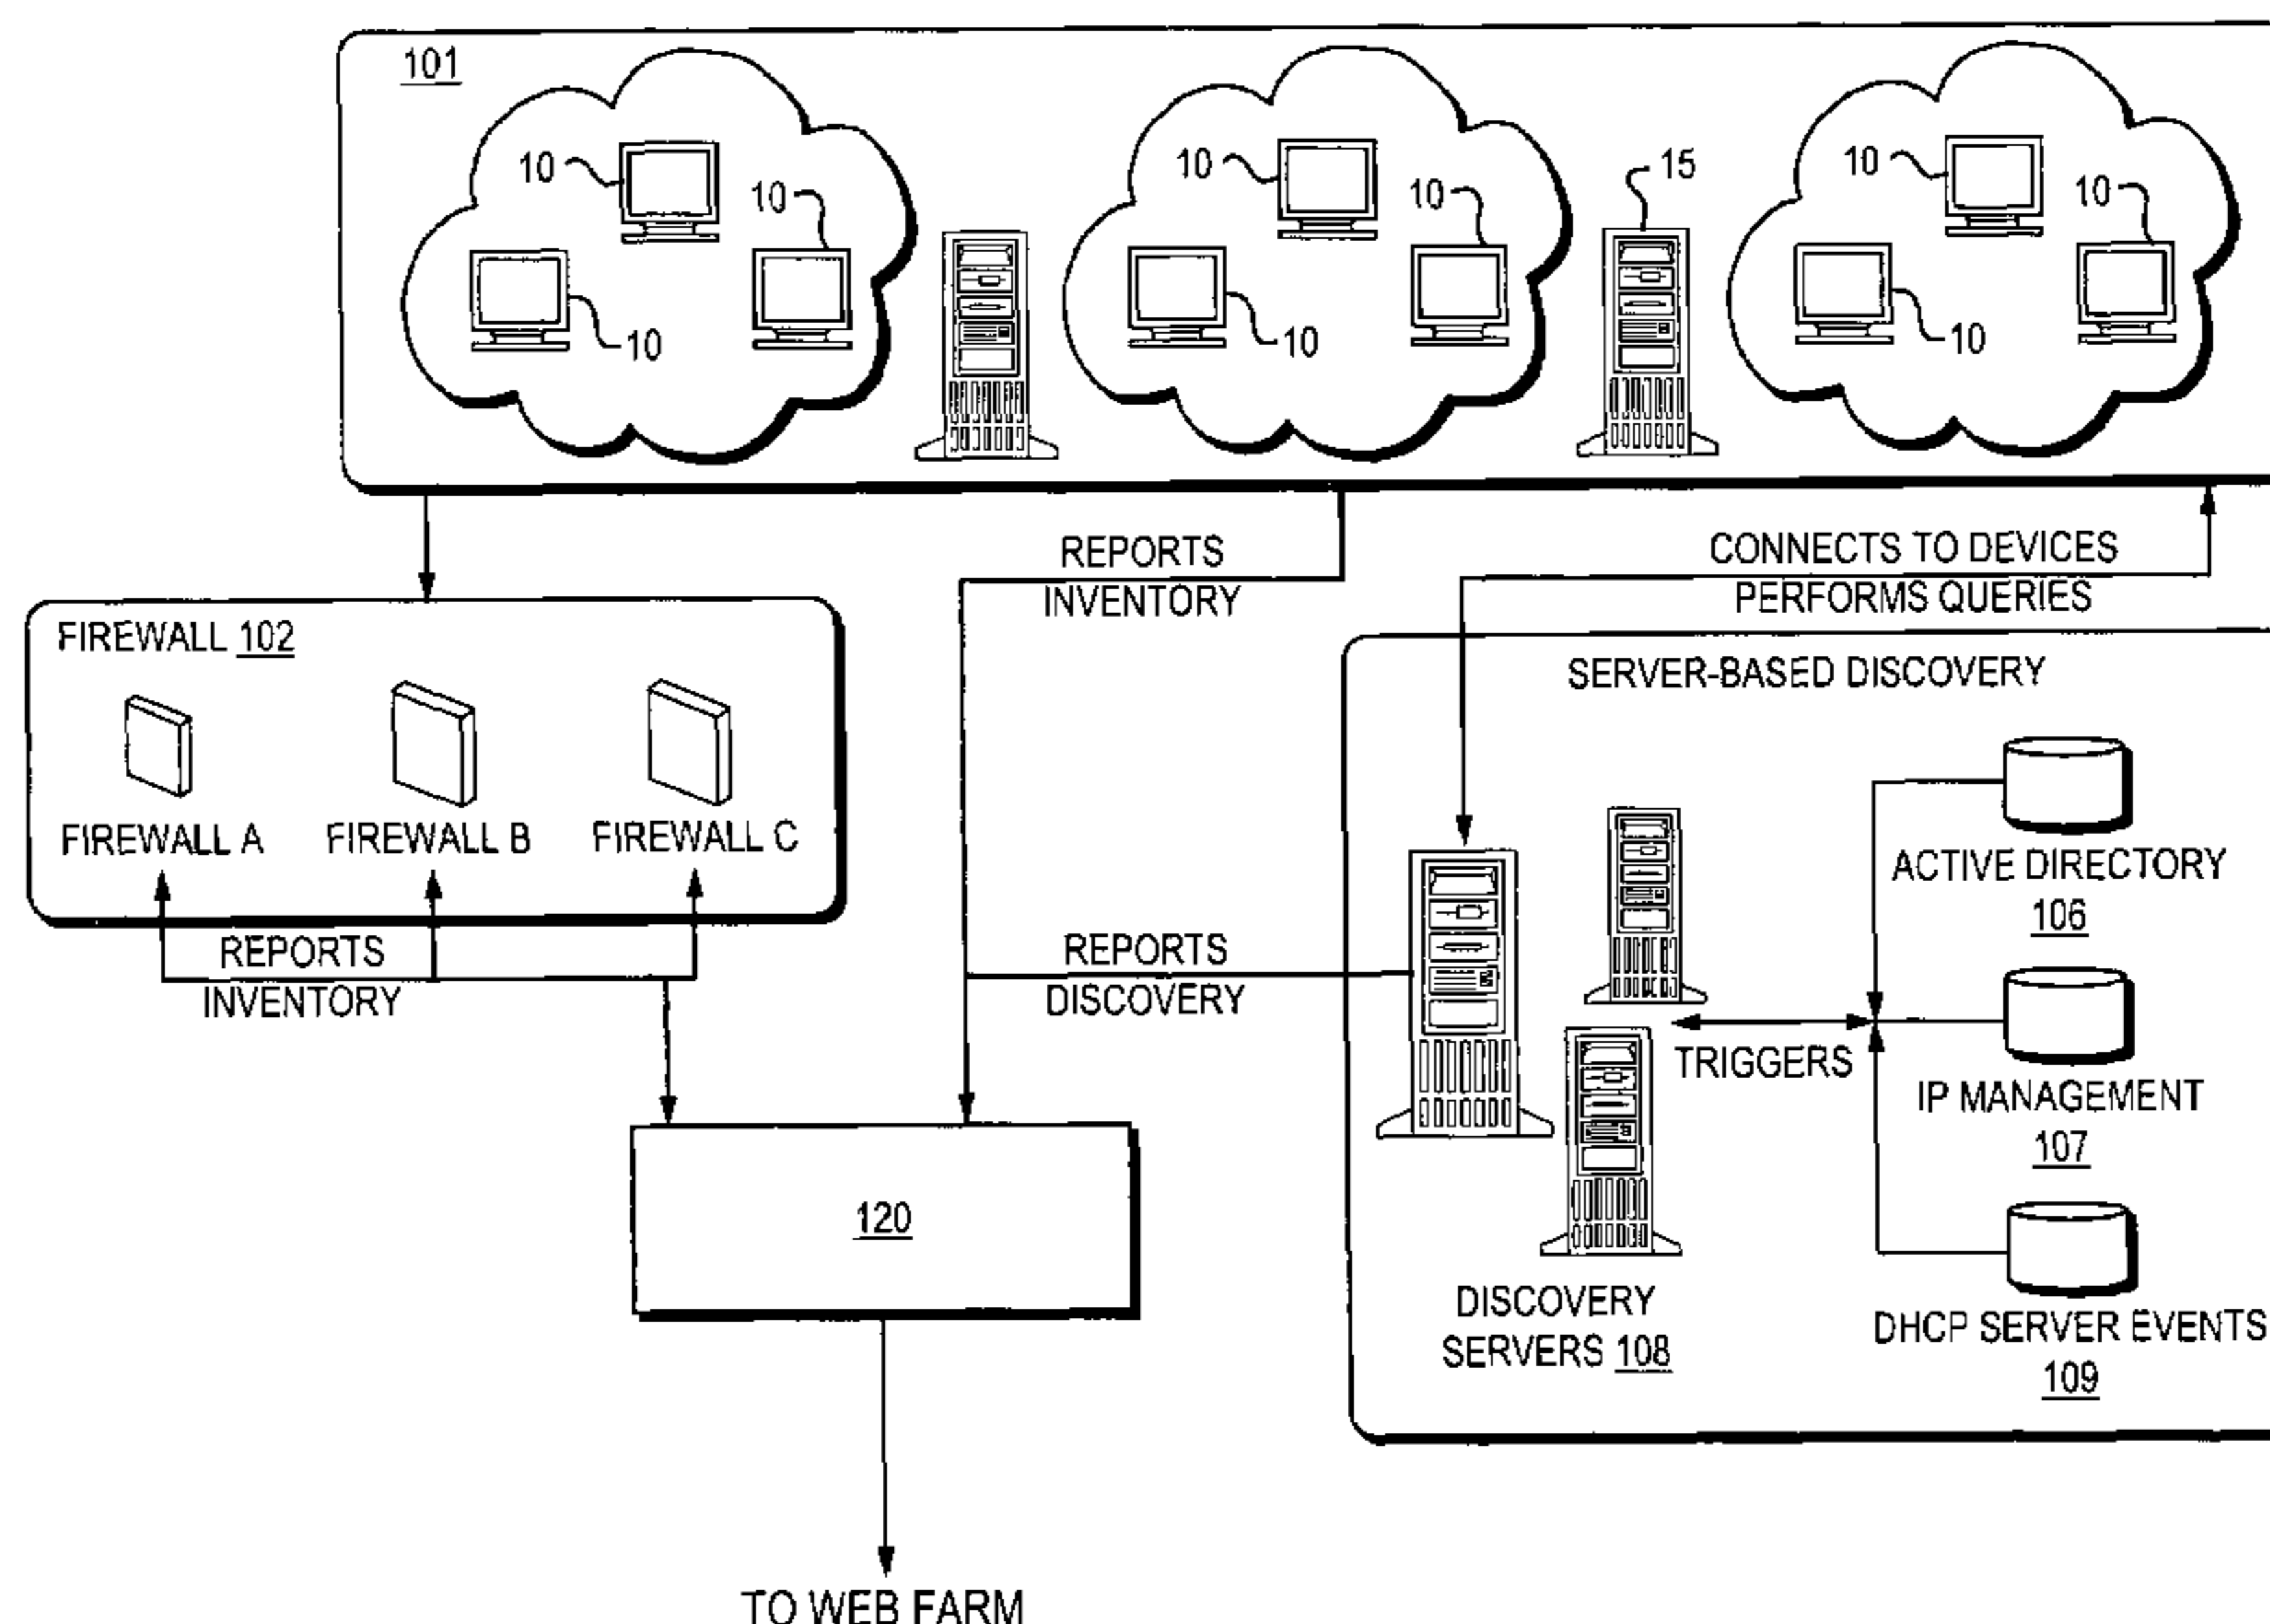 101
10
10
10
10
10
10
15
10
10
10
REPORTS
INVENTORY
CONNECTS TO DEVICES
PERFORMS QUERIES
FIREWALL 102
FIREWALL A
FIREWALL B
FIREWALL C
REPORTS
INVENTORY
SERVER-BASED DISCOVERY
ACTIVE DIRECTORY
106
REPORTS
DISCOVERY
TRIGGERS
IP MANAGEMENT
107
120
DISCOVERY
SERVERS 108
DHCP SERVER EVENTS
109
TO WEB FARM